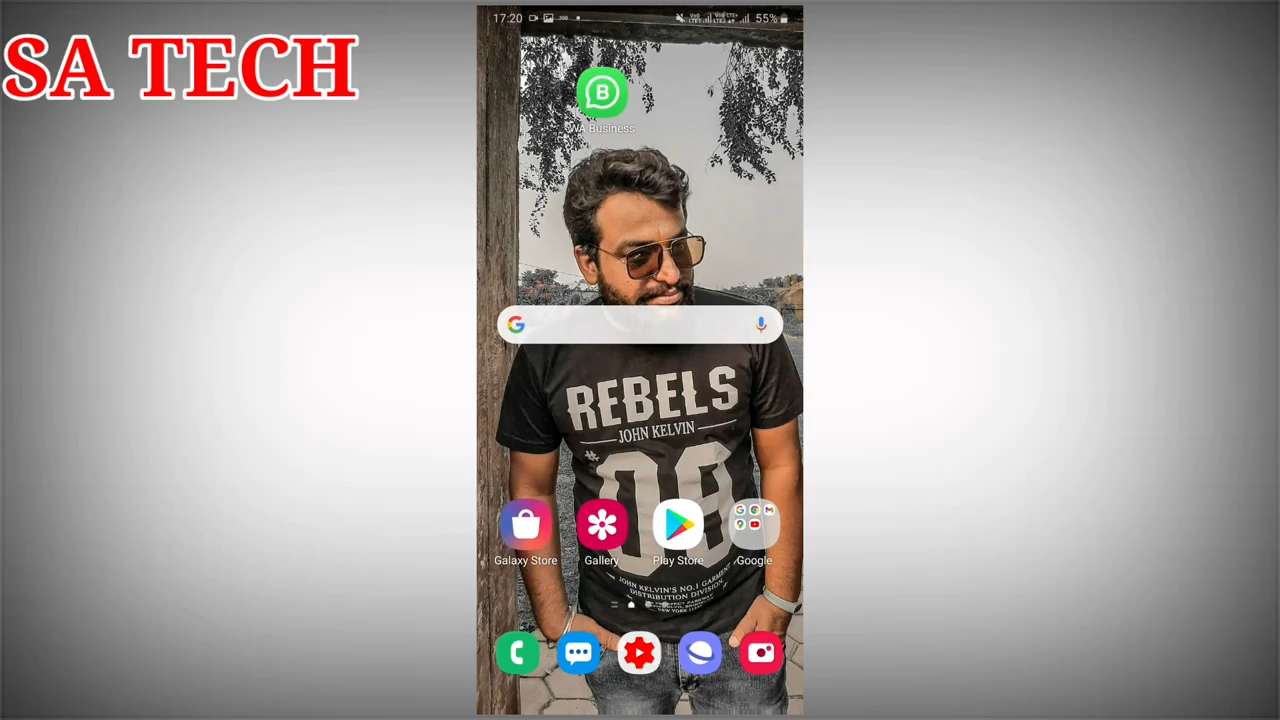 SA TECH
17:20
55%
WA Business
REBELS
JOHN KELVIN
#09
Galaxy Store
Gallery
Play Store
Google
JOHN KELVIN'S NO.1 GARMENT
DISTRIBUTION DIVISION.